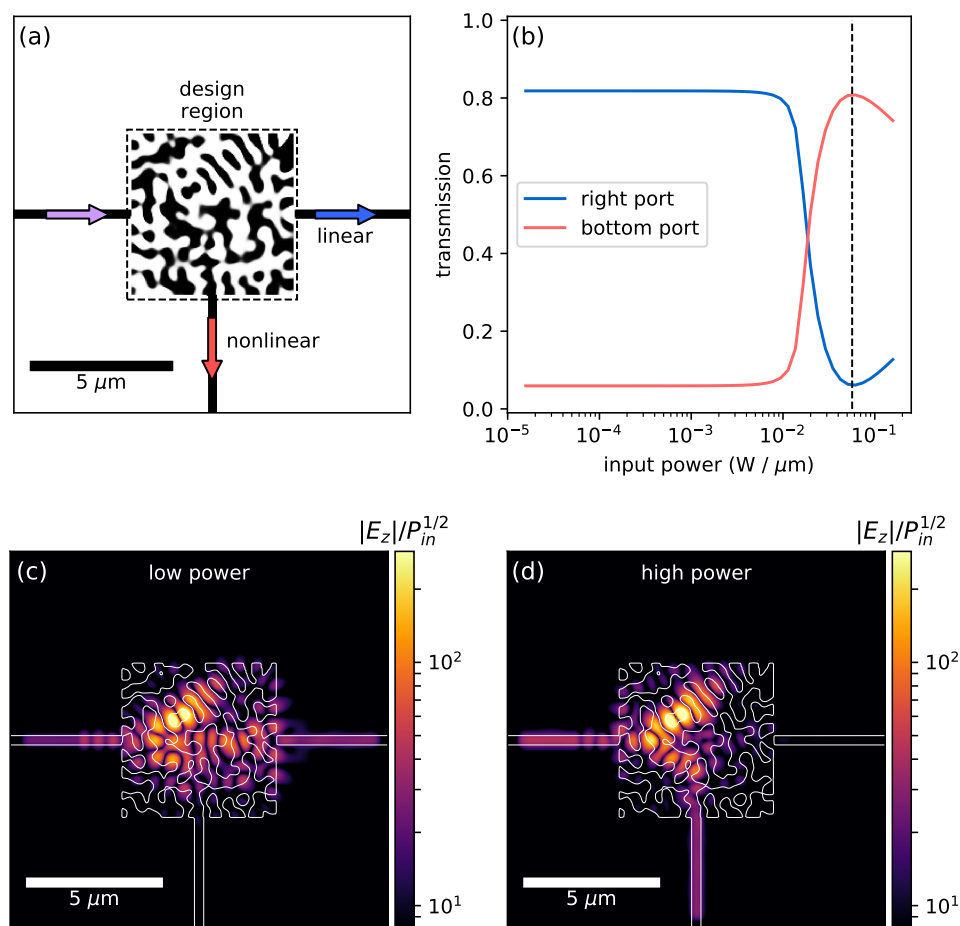 (a)
design
region
linear
nonlinear
5 μm
(b)
1.0
0.8
0.6
0.4
0.2
0.0
transmission
right port
bottom port
10⁻⁵
10⁻⁴
10⁻³
10⁻²
10⁻¹
input power (W / μm)
|E_z|/P_in^{1/2}
(c)
low power
10²
10¹
5 μm
|E_z|/P_in^{1/2}
(d)
high power
10²
10¹
5 μm